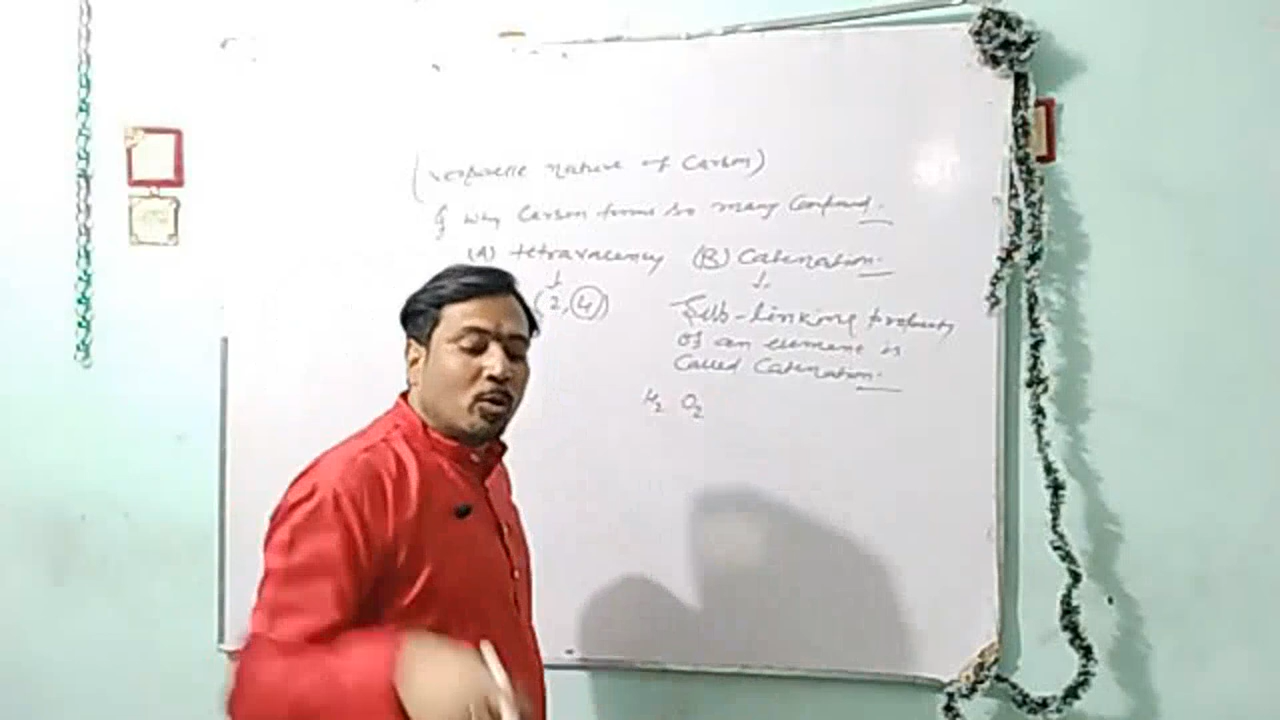 (versatile nature of Carbon)
Q why Carbon forms so many Compound.
(A) tetravacency (B) Catenation.
(2, 4)
Self-linking property
of an element is
Called Catenation.
H2 O2